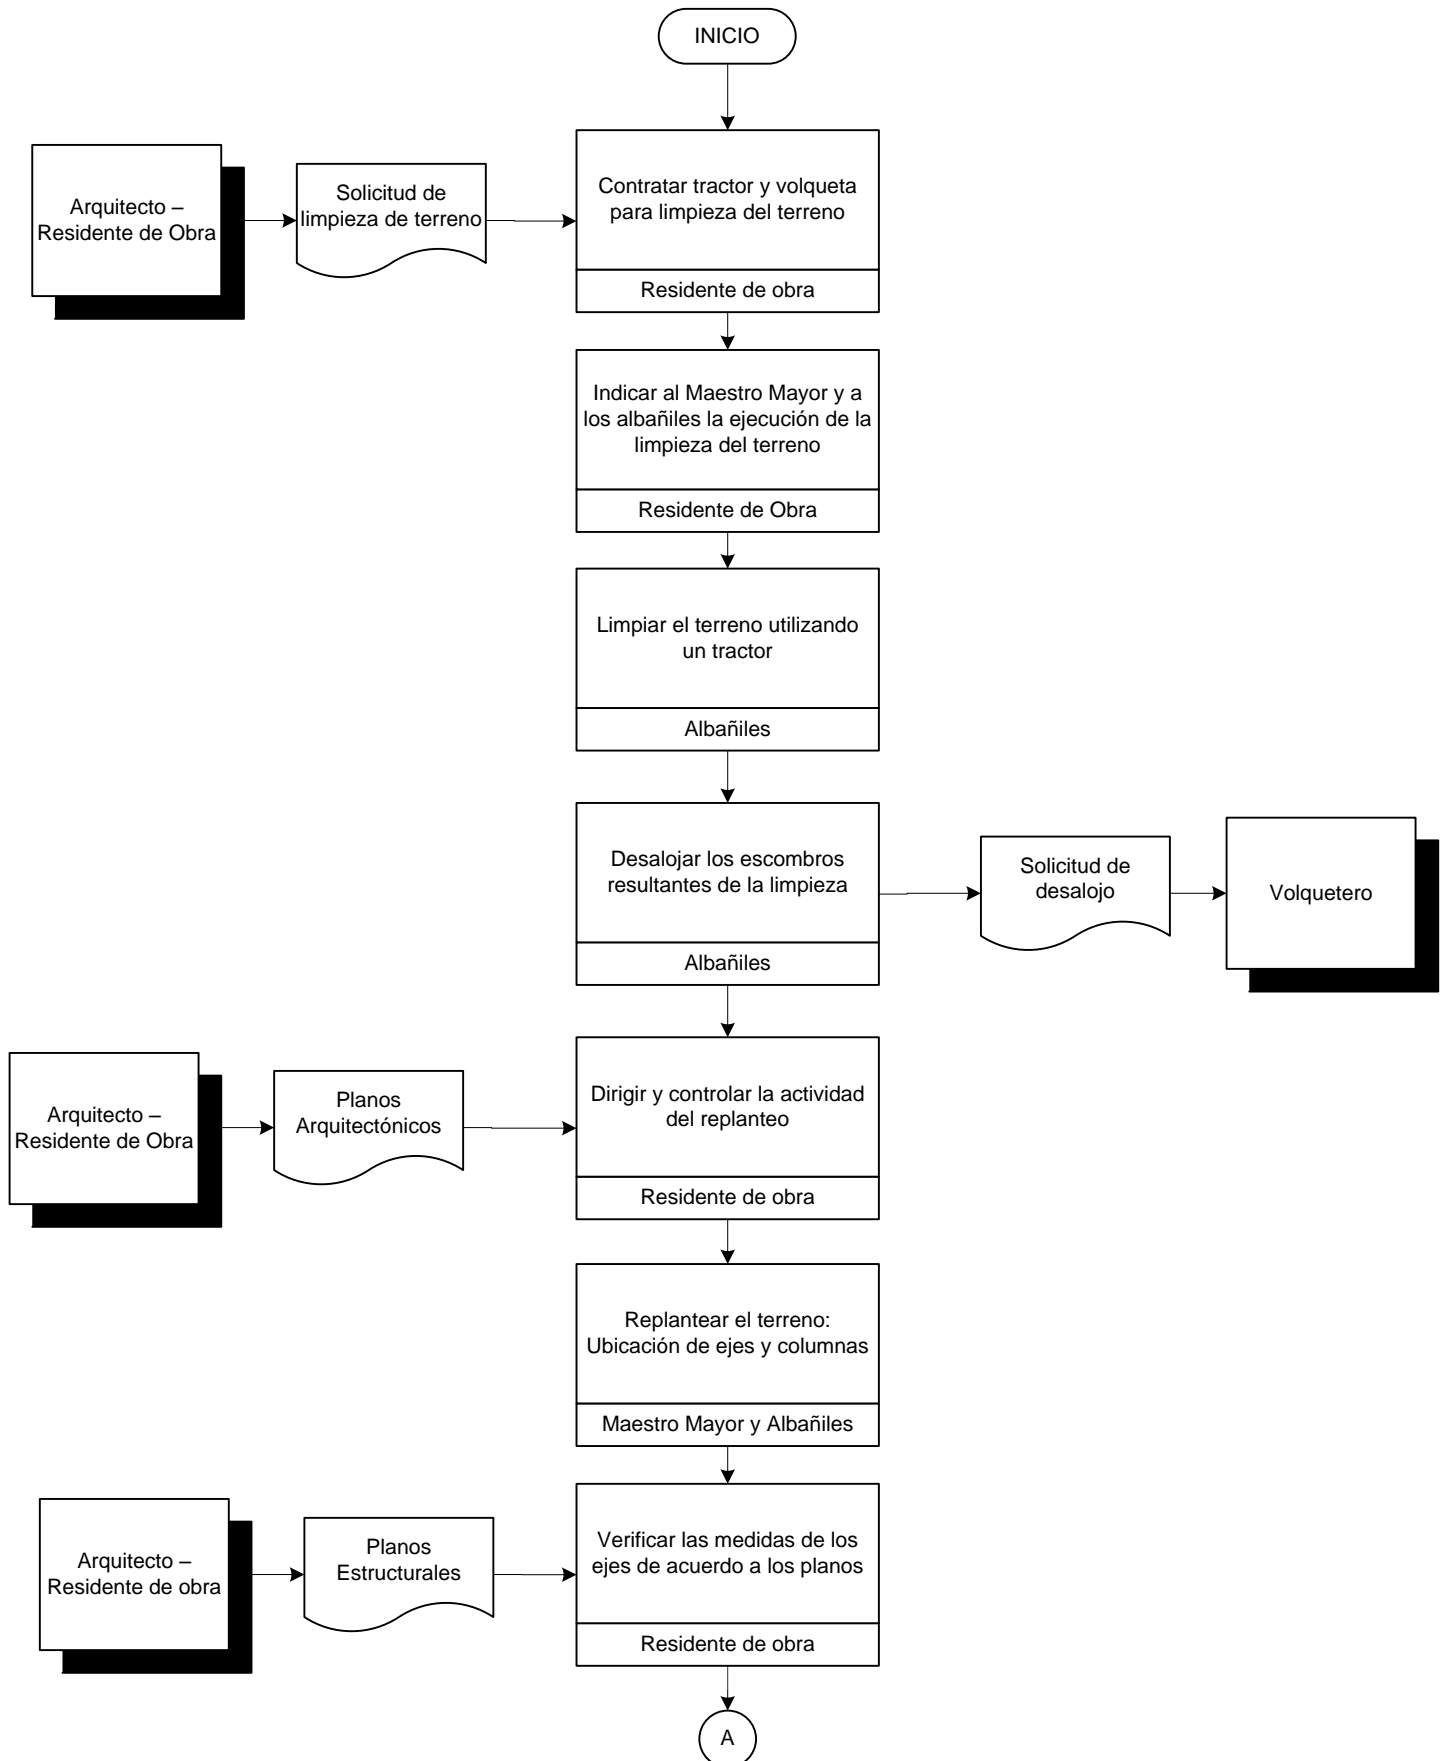 INICIO
Arquitecto –
Residente de Obra
Solicitud de
limpieza de terreno
Contratar tractor y volqueta
para limpieza del terreno
Residente de obra
Indicar al Maestro Mayor y a
los albañiles la ejecución de la
limpieza del terreno
Residente de Obra
Limpiar el terreno utilizando
un tractor
Albañiles
Desalojar los escombros
resultantes de la limpieza
Albañiles
Solicitud de
desalojo
Volquetero
Arquitecto –
Residente de Obra
Planos
Arquitectónicos
Dirigir y controlar la actividad
del replanteo
Residente de obra
Replantear el terreno:
Ubicación de ejes y columnas
Maestro Mayor y Albañiles
Arquitecto –
Residente de obra
Planos
Estructurales
Verificar las medidas de los
ejes de acuerdo a los planos
Residente de obra
A